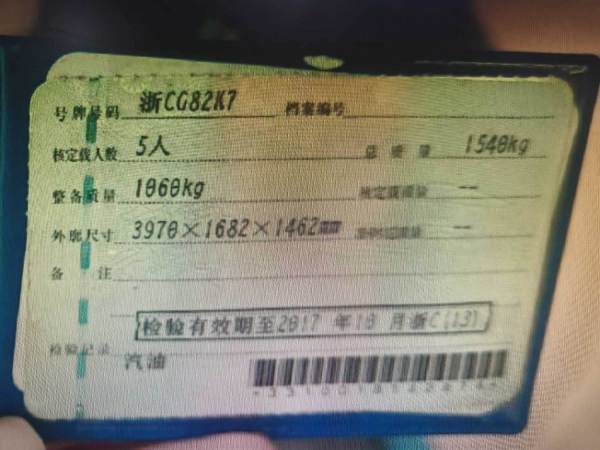 号牌号码 浙CG82K7 档案编号
核定载人数 5人 总质量 1540kg
整备质量 1060kg 核定载质量 --
外廓尺寸 3970×1682×1462mm --
备注
检验有效期至2017年10月浙C(13)
检验记录 汽油